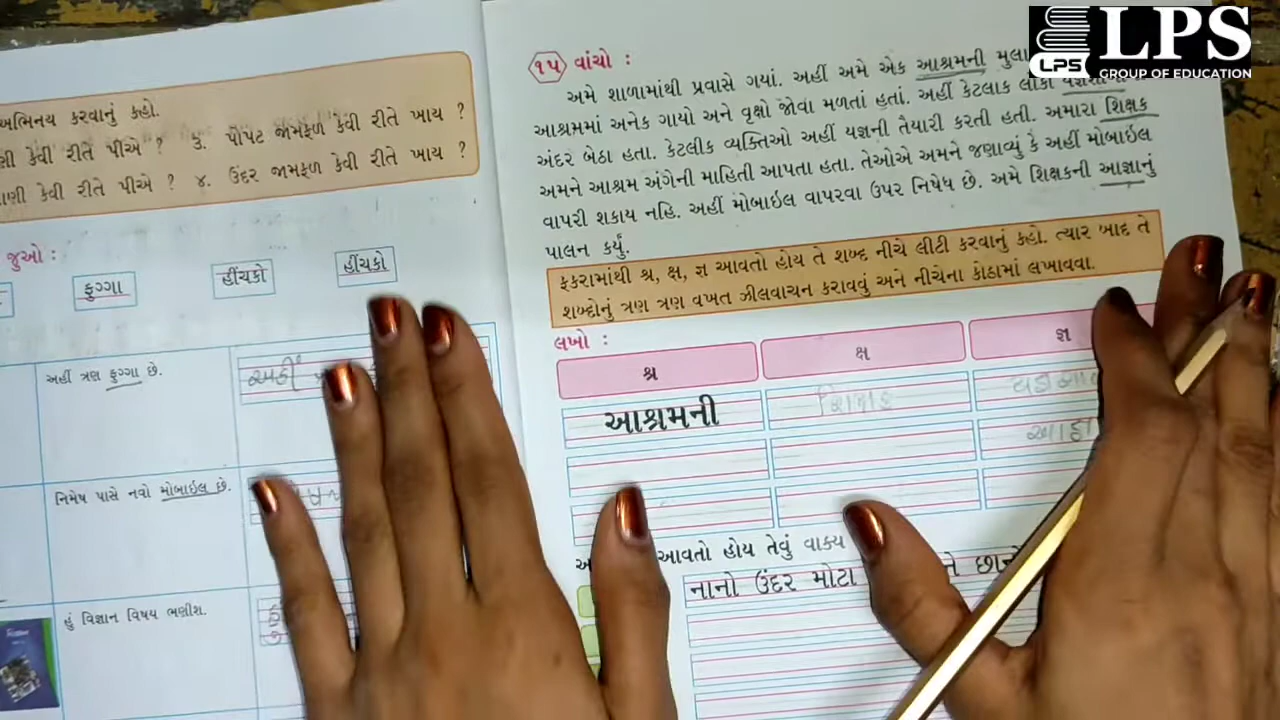 LPS
LPS
GROUP OF EDUCATION
અભિનય કરવાનું કહો.
કેવી રીતે પીએ ? ૩. પોપટ જામફળ કેવી રીતે ખાય ?
પાણી કેવી રીતે પીએ ? ૪. ઉંદર જામફળ કેવી રીતે ખાય ?
જુઓ :
ફુગ્ગા
હીંચકો
હીંચકો
અહીં ત્રણ ફુગ્ગા છે.
અહીં
નિમેષ પાસે નવો મોબાઇલ છે.
હું વિજ્ઞાન વિષય ભણીશ.
૧૫ વાંચો :
અમે શાળામાંથી પ્રવાસે ગયાં. અહીં અમે એક આશ્રમની
આશ્રમમાં અનેક ગાયો અને વૃક્ષો જોવા મળતાં હતાં. અહીં કેટલાક લોકો
અંદર બેઠા હતા. કેટલીક વ્યક્તિઓ અહીં યજ્ઞની તૈયારી કરતી હતી. અમારા શિક્ષક
અમને આશ્રમ અંગેની માહિતી આપતા હતા. તેઓએ અમને જણાવ્યું કે અહીં મોબાઇલ
વાપરી શકાય નહિ. અહીં મોબાઇલ વાપરવા ઉપર નિષેધ છે. અમે શિક્ષકની આજ્ઞાનું
પાલન કર્યું.
ફકરામાંથી શ્ર, ક્ષ, જ્ઞ આવતો હોય તે શબ્દ નીચે લીટી કરવાનું કહો. ત્યાર બાદ તે
શબ્દોનું ત્રણ ત્રણ વખત ઝીલવાચન કરાવવું અને નીચેના કોઠામાં લખાવવા.
લખો :
શ્ર ક્ષ જ્ઞ
આશ્રમની શિક્ષક
આવતો હોય તેવું વાક્ય
નાનો ઉંદર મોટા